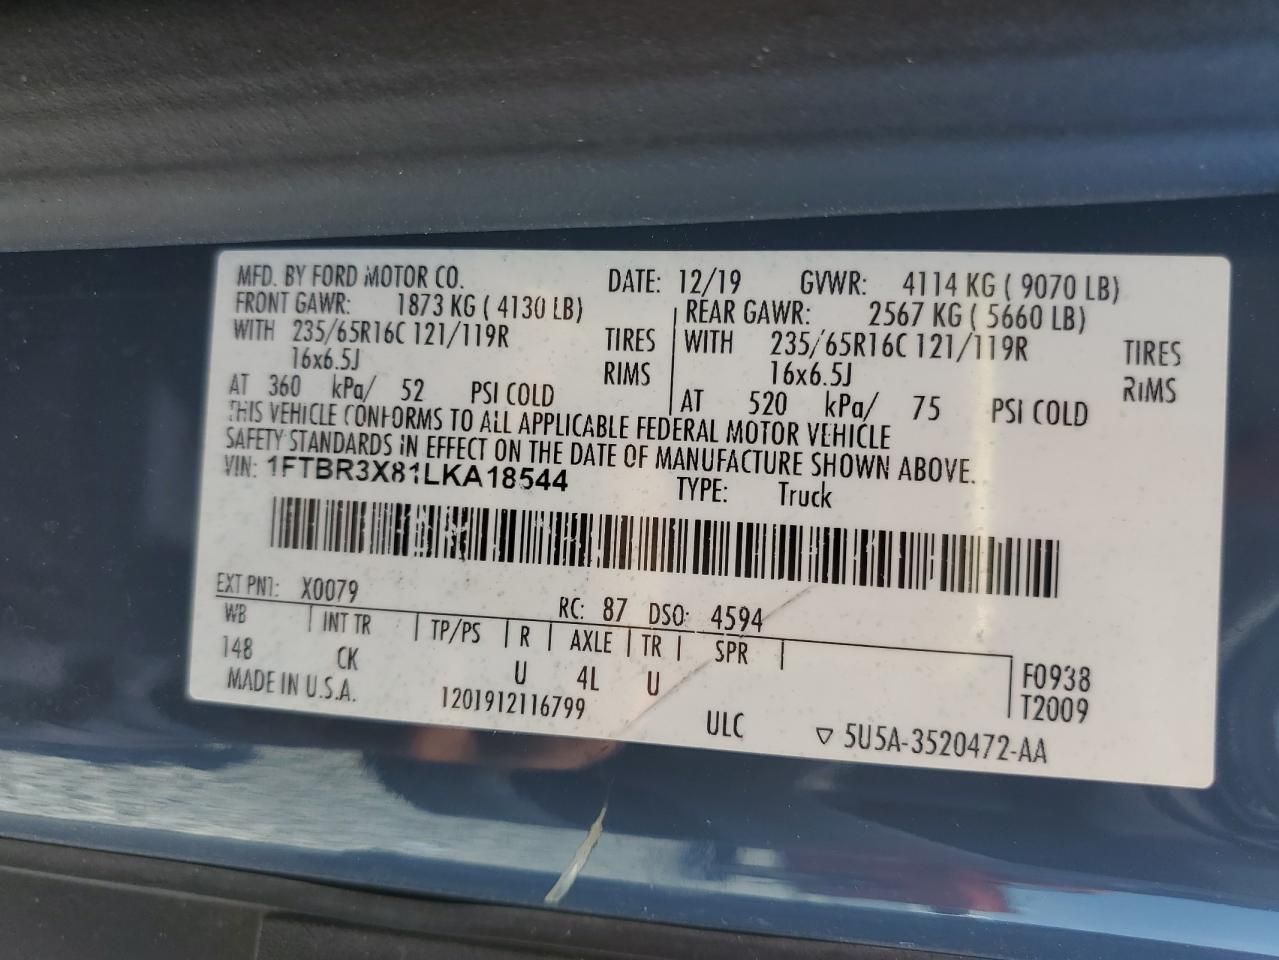 MFD. BY FORD MOTOR CO. DATE: 12/19 GVWR: 4114 KG ( 9070 LB)
FRONT GAWR: 1873 KG ( 4130 LB) REAR GAWR: 2567 KG ( 5660 LB)
WITH 235/65R16C 121/119R TIRES WITH 235/65R16C 121/119R TIRES
16x6.5J RIMS 16x6.5J RIMS
AT 360 kPa/ 52 PSI COLD AT 520 kPa/ 75 PSI COLD
THIS VEHICLE CONFORMS TO ALL APPLICABLE FEDERAL MOTOR VEHICLE
SAFETY STANDARDS IN EFFECT ON THE DATE OF MANUFACTURE SHOWN ABOVE.
VIN: 1FTBR3X81LKA18544 TYPE: Truck
EXT PNT: X0079 RC: 87 DSO: 4594
WB INT TR TP/PS R AXLE TR SPR
148 CK U 4L U F0938
T2009
MADE IN U.S.A. 1201912116799 ULC ▽ 5U5A-3520472-AA